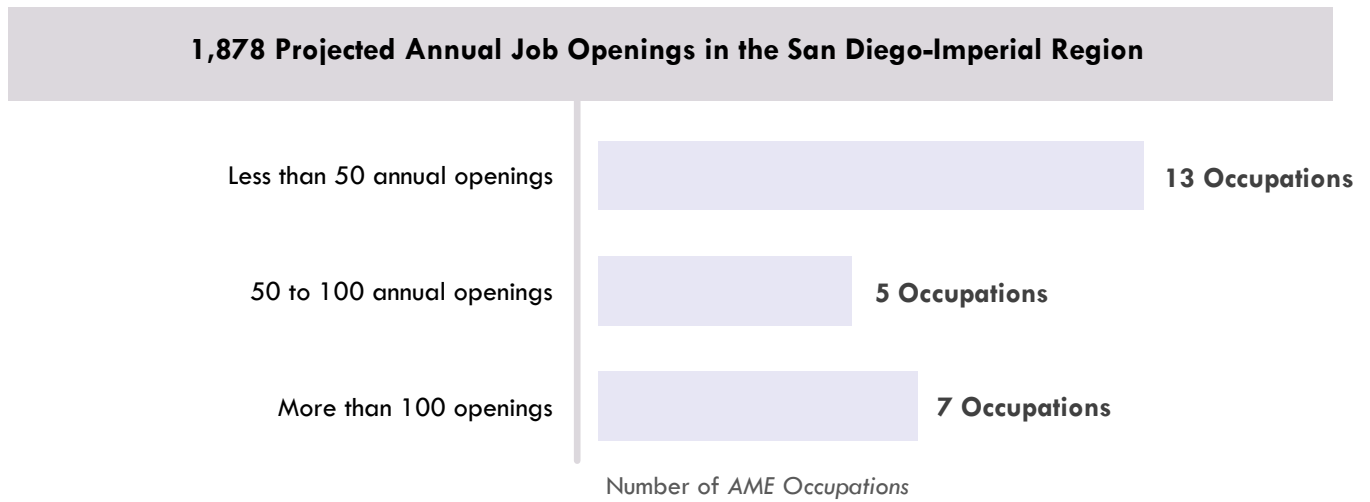 1,878 Projected Annual Job Openings in the San Diego-Imperial Region
Less than 50 annual openings
13 Occupations
50 to 100 annual openings
5 Occupations
More than 100 openings
7 Occupations
Number of AME Occupations